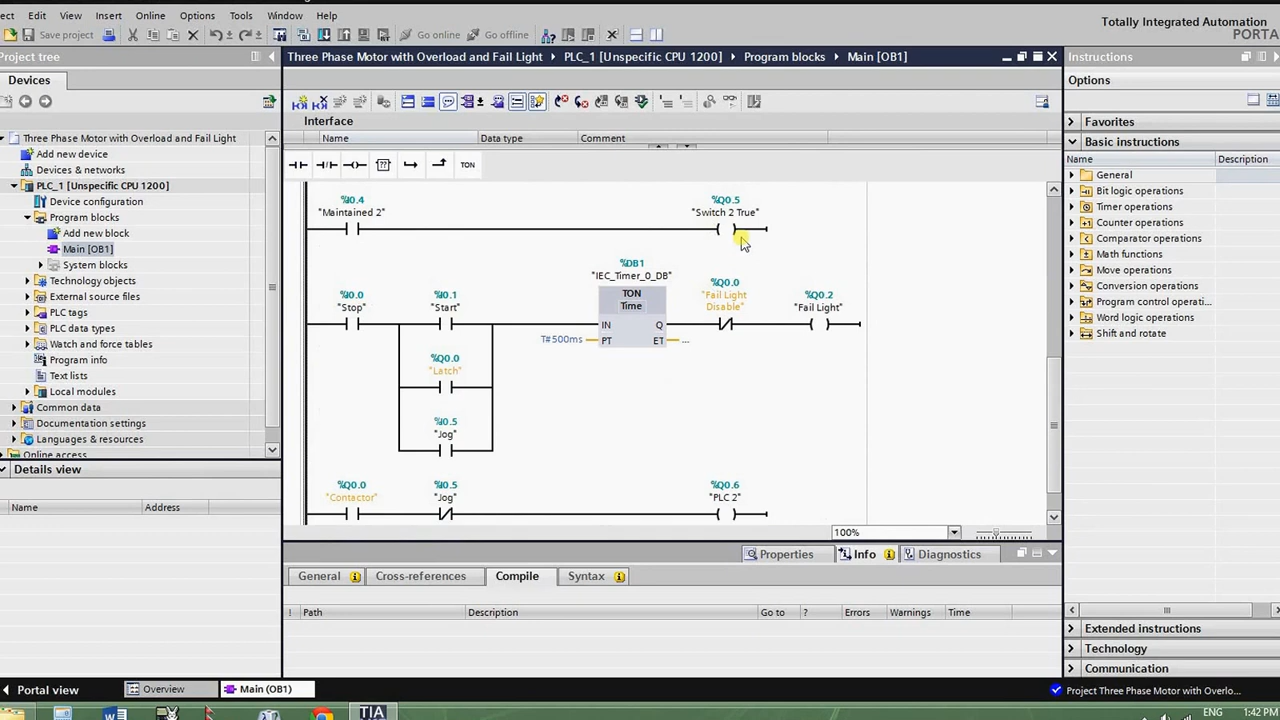 ect Edit View Insert Online Options Tools Window Help
Totally Integrated Automation
PORTA
Save project
Go online
Go offline
Project tree
Devices
Three Phase Motor with Overload and Fail Light
Add new device
Devices & networks
PLC_1 [Unspecific CPU 1200]
Device configuration
Program blocks
Add new block
Main [OB1]
System blocks
Technology objects
External source files
PLC tags
PLC data types
Watch and force tables
Program info
Text lists
Local modules
Common data
Documentation settings
Languages & resources
Online access
Details view
Name Address
Three Phase Motor with Overload and Fail Light PLC_1 [Unspecific CPU 1200] Program blocks Main [OB1]
Interface
Name Data type Comment
TON
%I0.4 %Q0.5
"Maintained 2" "Switch 2 True"
%DB1
"IEC_Timer_0_DB"
%I0.0 %I0.1 TON %Q0.0 %Q0.2
"Stop" "Start" Time "Fail Light Disable" "Fail Light"
IN Q
T#500ms PT ET ...
%Q0.0
"Latch"
%I0.5
"Jog"
%Q0.0 %I0.5 %Q0.6
"Contactor" "Jog" "PLC 2"
100%
Properties Info Diagnostics
General Cross-references Compile Syntax
! Path Description Go to ? Errors Warnings Time
Instructions
Options
Favorites
Basic instructions
Name Description
General
Bit logic operations
Timer operations
Counter operations
Comparator operations
Math functions
Move operations
Conversion operations
Program control operati...
Word logic operations
Shift and rotate
Extended instructions
Technology
Communication
Portal view Overview Main (OB1) Project Three Phase Motor with Overlo...
TIA ENG 1:42 PM